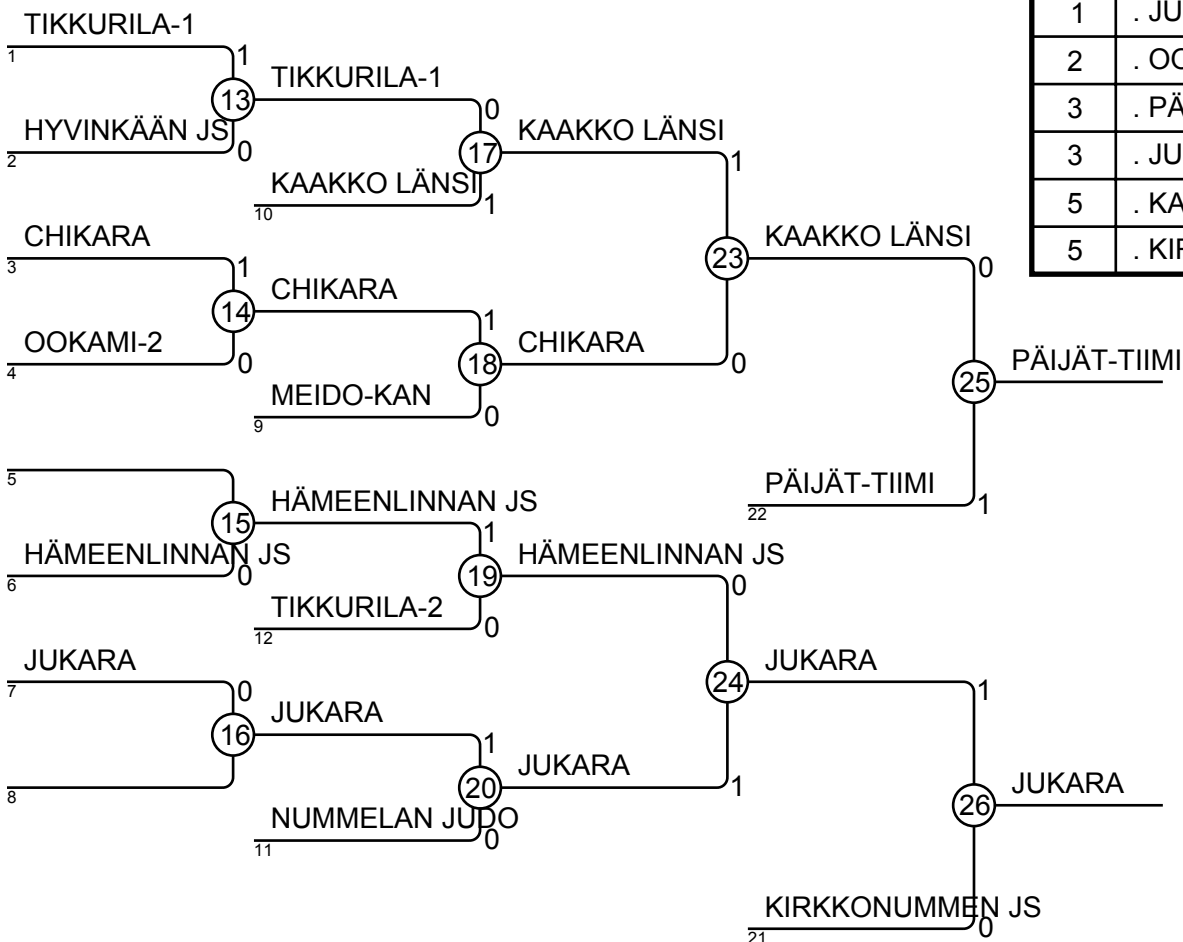 TIKKURILA-1
1
1
13
TIKKURILA-1
HYVINKÄÄN JS
2
0
0
17
KAAKKO LÄNSI
KAAKKO LÄNSI
10
1
1
CHIKARA
3
1
14
CHIKARA
OOKAMI-2
4
0
1
18
CHIKARA
MEIDO-KAN
9
0
0
23
KAAKKO LÄNSI
0
5
15
HÄMEENLINNAN JS
HÄMEENLINNAN JS
6
0
1
19
HÄMEENLINNAN JS
TIKKURILA-2
12
0
0
25
PÄIJÄT-TIIMI
PÄIJÄT-TIIMI
22
1
JUKARA
7
0
16
JUKARA
8
1
20
JUKARA
NUMMELAN JUDO
11
0
1
24
JUKARA
1
26
JUKARA
KIRKKONUMMEN JS
21
0
1 . JU
2 . OO
3 . PÄ
3 . JU
5 . KA
5 . KIR